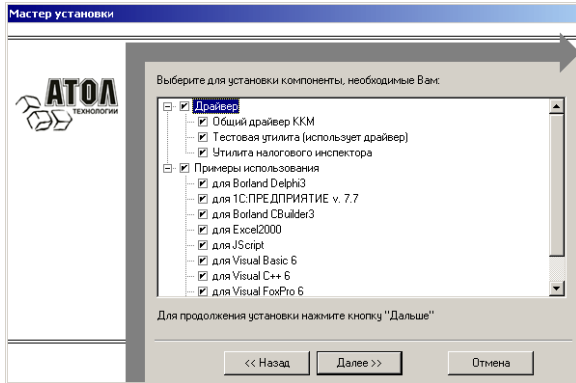 Мастер установки
АТОЛ
ТЕХНОЛОГИИ
Выберите для установки компоненты, необходимые Вам:
Драйвер
Общий драйвер ККМ
Тестовая утилита (использует драйвер)
Утилита налогового инспектора
Примеры использования
для Borland Delphi3
для 1С:ПРЕДПРИЯТИЕ v. 7.7
для Borland CBuilder3
для Excel2000
для JScript
для Visual Basic 6
для Visual C++ 6
для Visual FoxPro 6
Для продолжения установки нажмите кнопку "Дальше"
<< Назад
Далее >>
Отмена